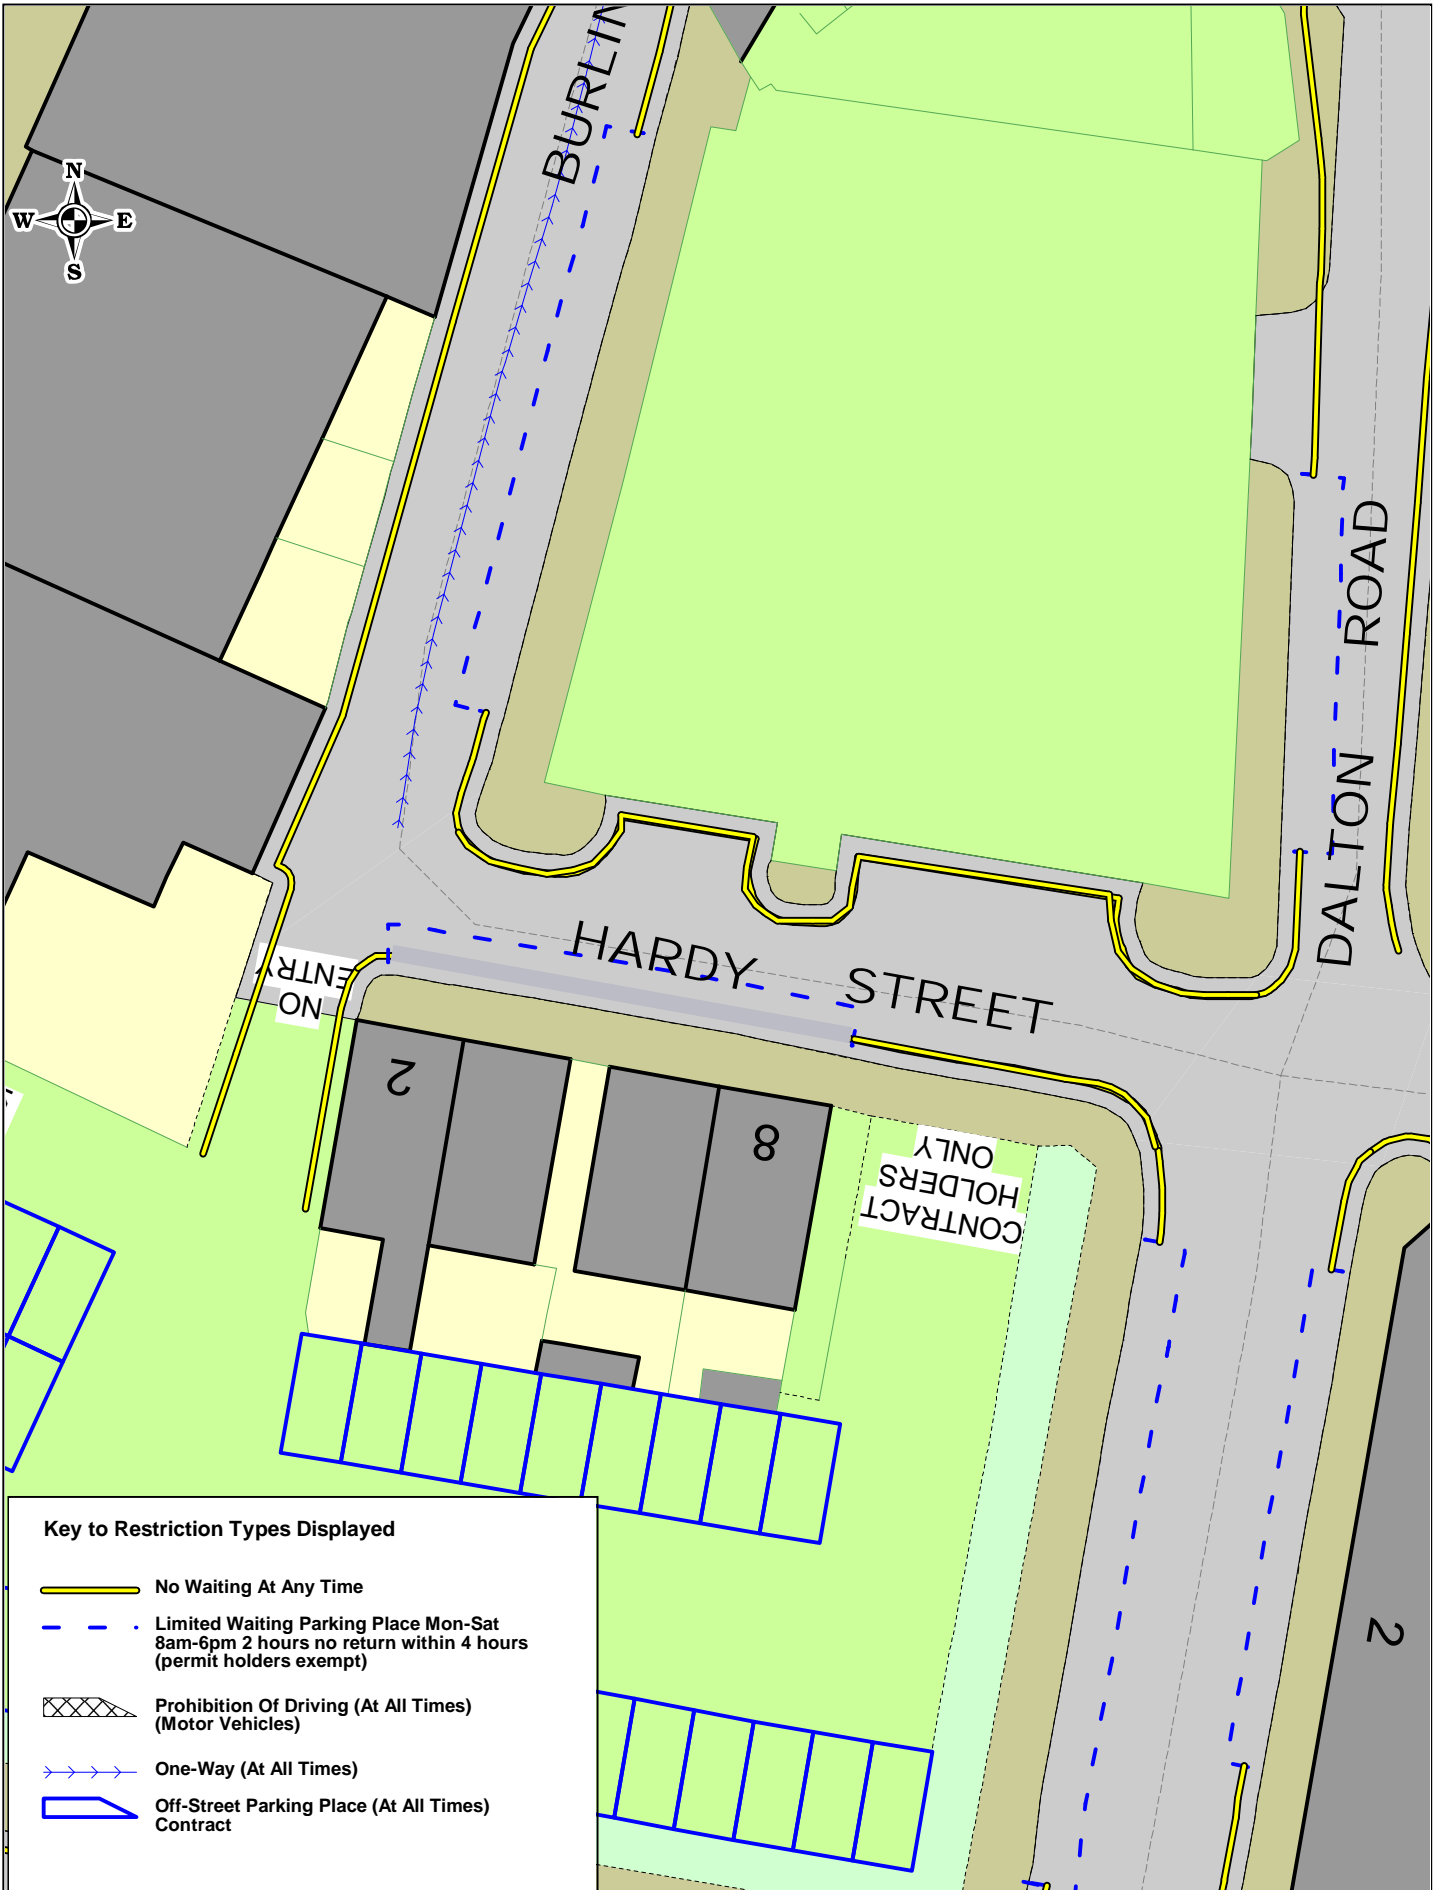 BURLIN
N
W
E
S
DALTON ROAD
HARDY STREET
NO
ENTRY
2
8
CONTRACT
HOLDERS
ONLY
2
Key to Restriction Types Displayed
No Waiting At Any Time
Limited Waiting Parking Place Mon-Sat
8am-6pm 2 hours no return within 4 hours
(permit holders exempt)
Prohibition Of Driving (At All Times)
(Motor Vehicles)
One-Way (At All Times)
Off-Street Parking Place (At All Times)
Contract